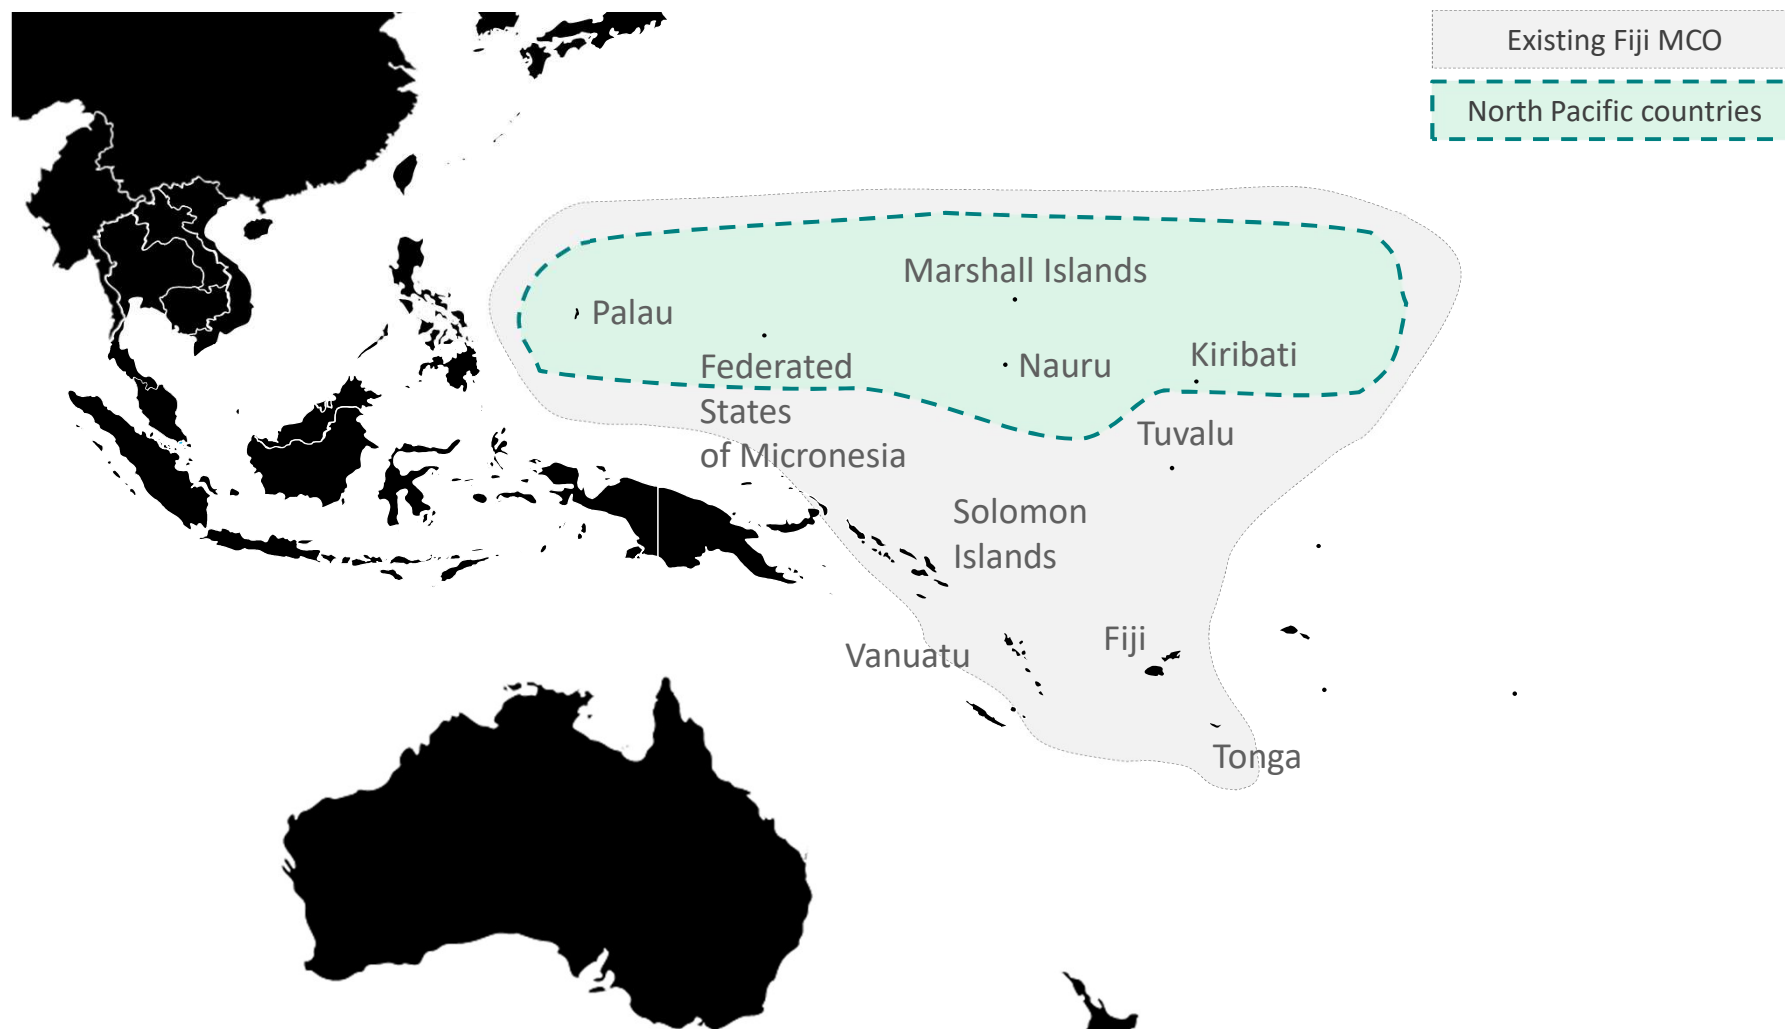 Existing Fiji MCO
North Pacific countries
Marshall Islands
Palau
Federated
States
of Micronesia
Nauru
Kiribati
Tuvalu
Solomon
Islands
Vanuatu
Fiji
Tonga